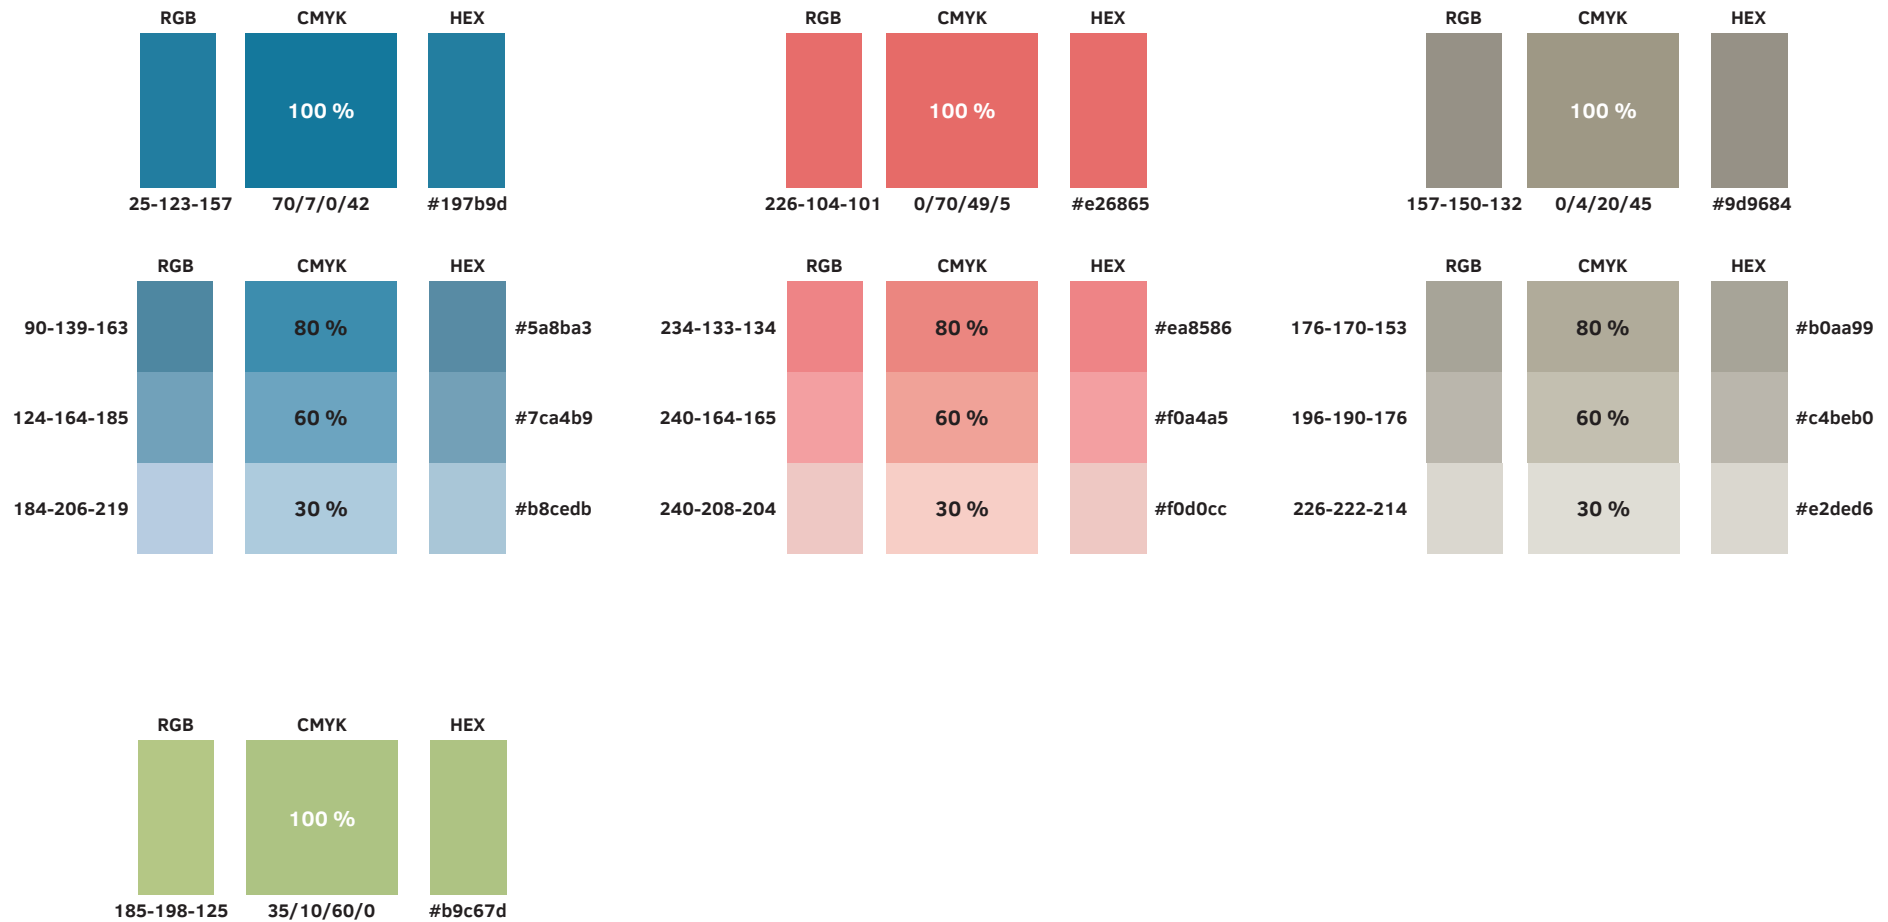 RGB CMYK HEX
100 %
25-123-157 70/7/0/42 #197b9d
RGB CMYK HEX
90-139-163 80 % #5a8ba3
124-164-185 60 % #7ca4b9
184-206-219 30 % #b8cedb
RGB CMYK HEX
100 %
226-104-101 0/70/49/5 #e26865
RGB CMYK HEX
234-133-134 80 % #ea8586
240-164-165 60 % #f0a4a5
240-208-204 30 % #f0d0cc
RGB CMYK HEX
100 %
157-150-132 0/4/20/45 #9d9684
RGB CMYK HEX
176-170-153 80 % #b0aa99
196-190-176 60 % #c4beb0
226-222-214 30 % #e2ded6
RGB CMYK HEX
100 %
185-198-125 35/10/60/0 #b9c67d